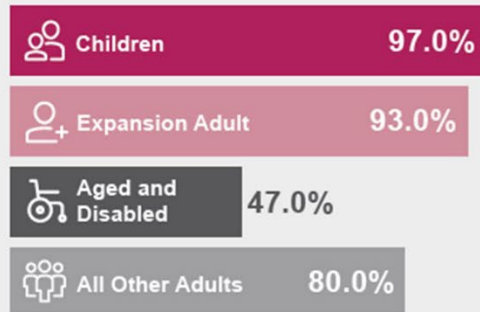 Children 97.0%
Expansion Adult 93.0%
Aged and
Disabled 47.0%
All Other Adults 80.0%